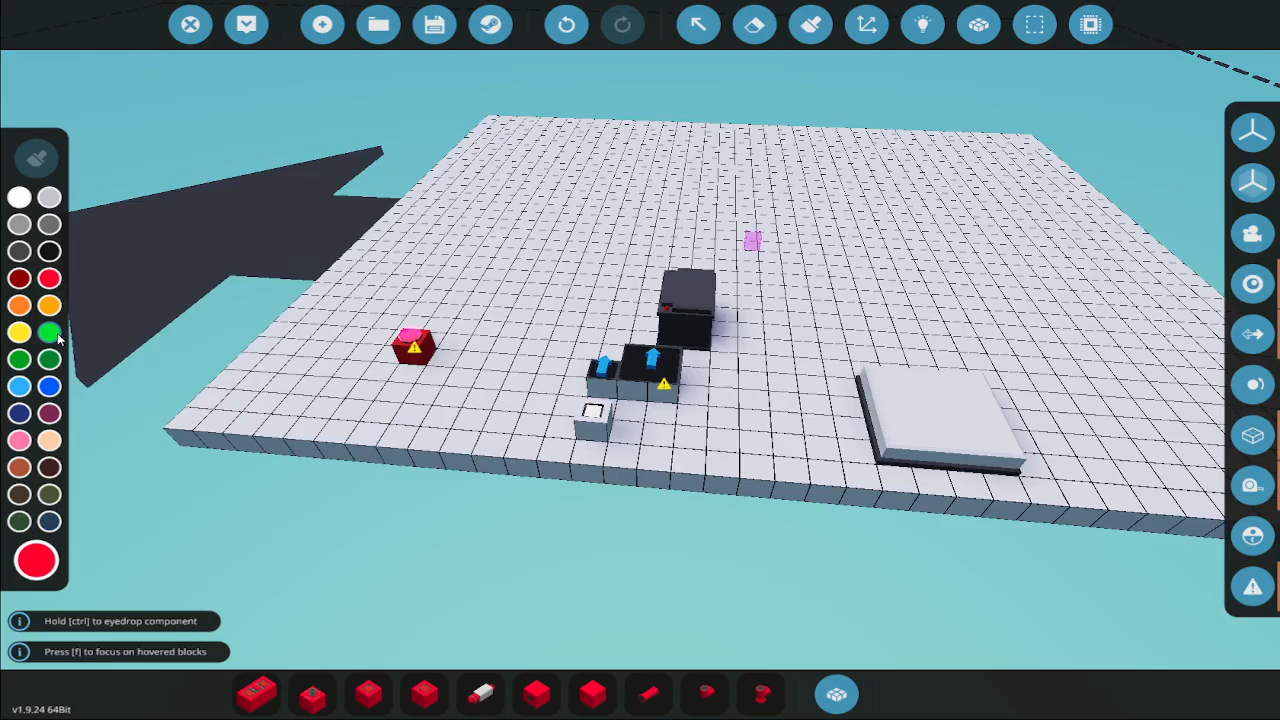 Hold [ctrl] to eyedrop component
Press [f] to focus on hovered blocks
v1.9.24 64Bit